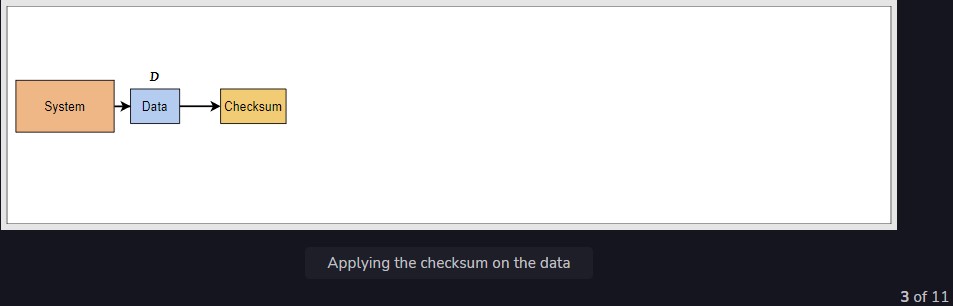 D
System Data Checksum
Applying the checksum on the data
3 of 11